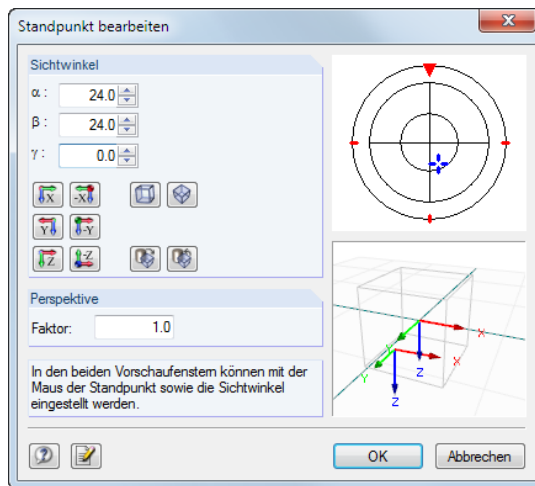 Standpunkt bearbeiten
Sichtwinkel
α : 24.0
β : 24.0
γ : 0.0
X -X
Y -Y
Z -Z
Perspektive
Faktor: 1.0
In den beiden Vorschaufenstern können mit der
Maus der Standpunkt sowie die Sichtwinkel
eingestellt werden.
X
Y
Z
X
Y
Z
OK
Abbrechen